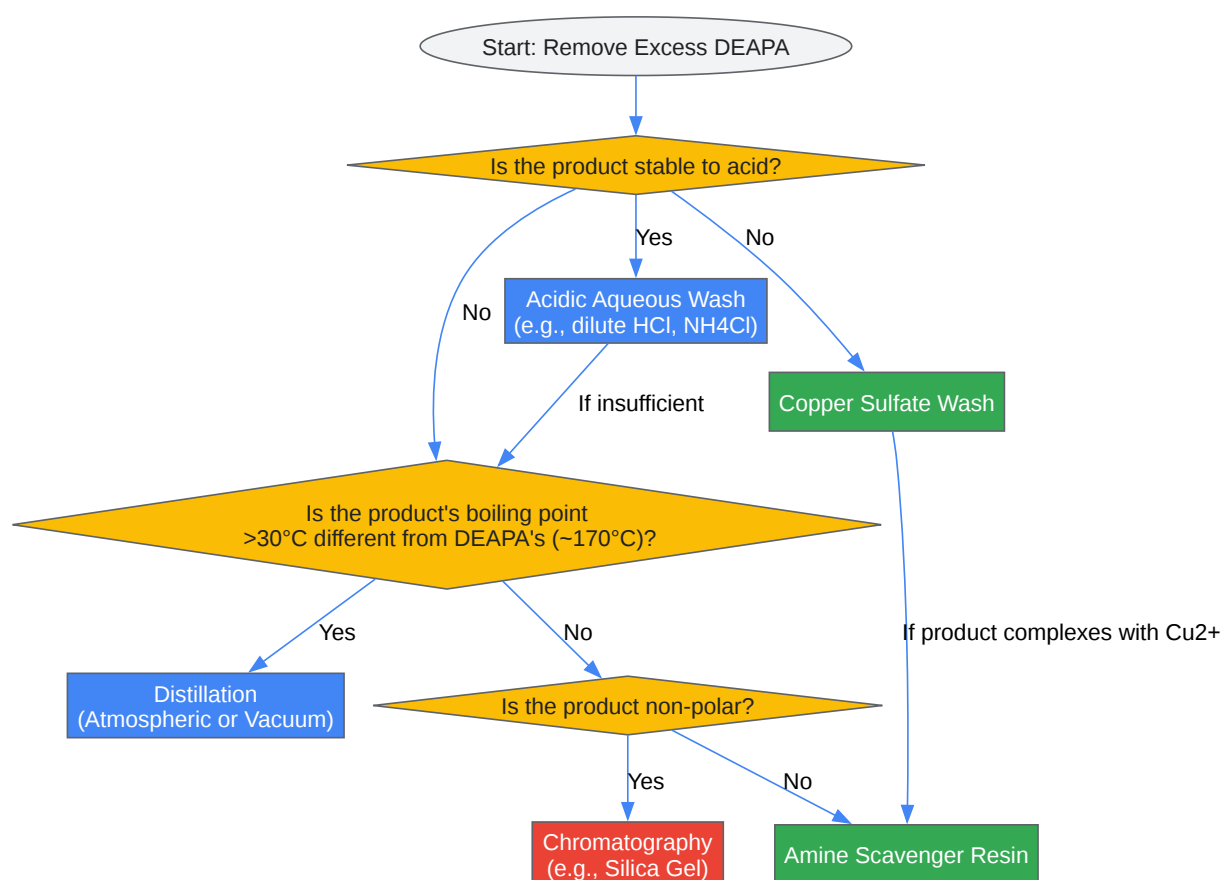 Start: Remove Excess DEAPA
Is the product stable to acid?
Yes
No
No
Acidic Aqueous Wash
(e.g., dilute HCl, NH4Cl)
If insufficient
Copper Sulfate Wash
Is the product's boiling point
>30°C different from DEAPA's (~170°C)?
Yes
No
If product complexes with Cu2+
Distillation
(Atmospheric or Vacuum)
Is the product non-polar?
Yes
No
Chromatography
(e.g., Silica Gel)
Amine Scavenger Resin